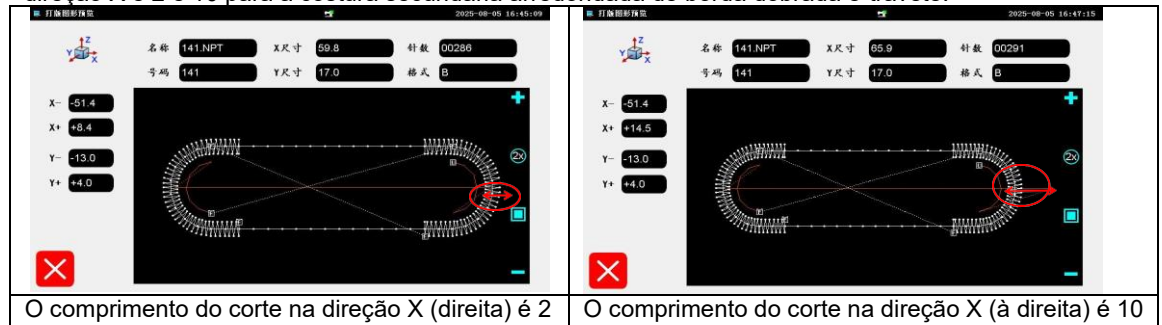 direção X é 2 e 10 para a costura secundária arredondada de borda dobrada e travete.
打版图形预览 2025-08-05 16:45:09
名称 141.NPT X尺寸 59.8 针数 00286
号码 141 Y尺寸 17.0 格式 B
X- -51.4
X+ +8.4
Y- -13.0
Y+ +4.0
2X
打版图形预览 2025-08-05 16:47:15
名称 141.NPT X尺寸 65.9 针数 00291
号码 141 Y尺寸 17.0 格式 B
X- -51.4
X+ +14.5
Y- -13.0
Y+ +4.0
2X
O comprimento do corte na direção X (direita) é 2
O comprimento do corte na direção X (à direita) é 10